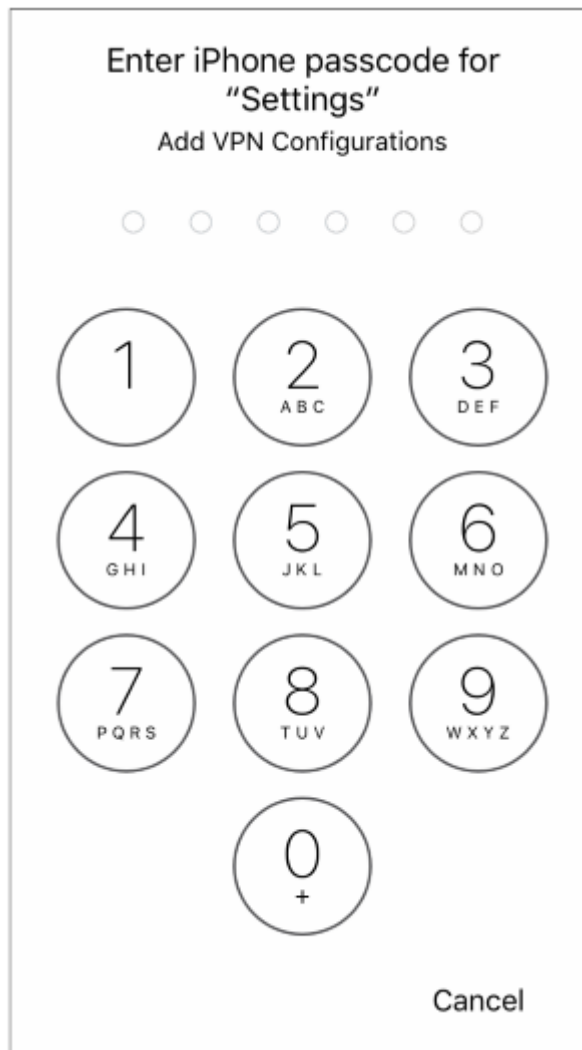 Enter iPhone passcode for
“Settings”
Add VPN Configurations
1 2 3
ABC DEF
4 5 6
GHI JKL MNO
7 8 9
PQRS TUV WXYZ
0
+
Cancel